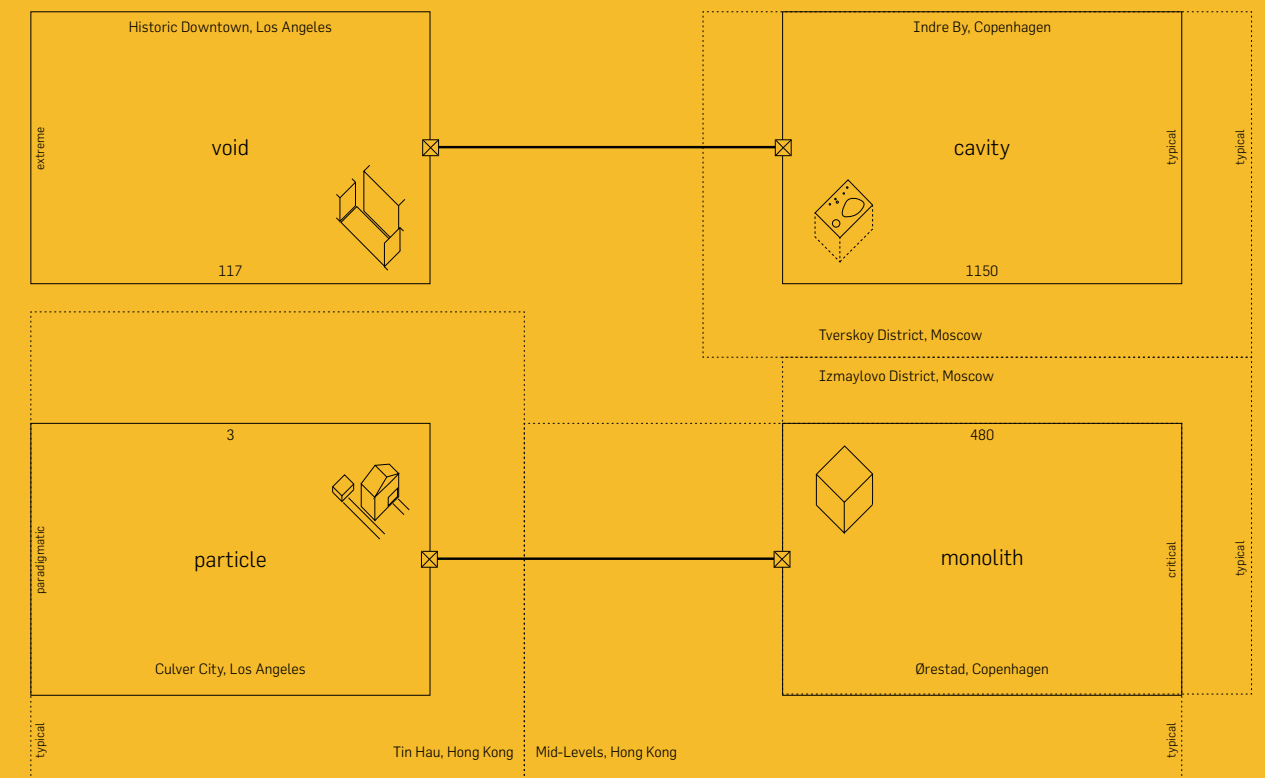 Historic Downtown, Los Angeles
extreme
void
117
Indre By, Copenhagen
cavity
typical
typical
1150
Tverskoy District, Moscow
Izmaylovo District, Moscow
3
paradigmatic
particle
Culver City, Los Angeles
480
monolith
critical
typical
Ørestad, Copenhagen
typical
Tin Hau, Hong Kong
Mid-Levels, Hong Kong
typical